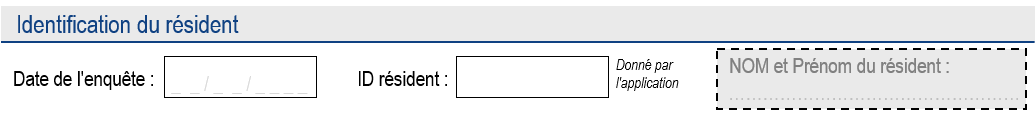 Identification du résident
Date de l'enquête : _ _ / _ _ / _ _ _ _ ID résident : Donné par
l'application
NOM et Prénom du résident :